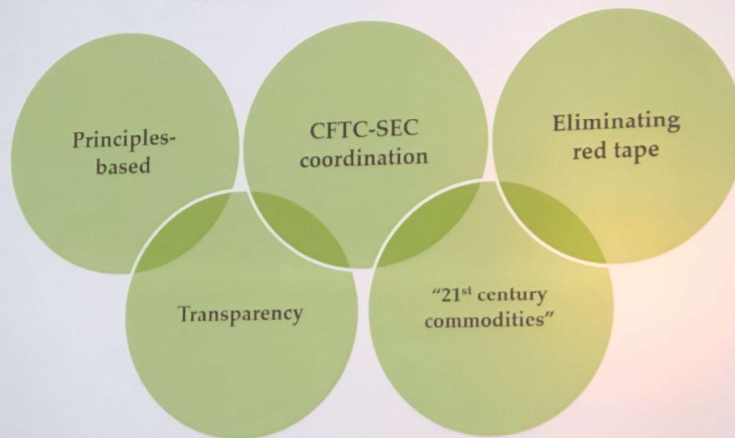 Principles-
based
CFTC-SEC
coordination
Eliminating
red tape
Transparency
“21st century
commodities”